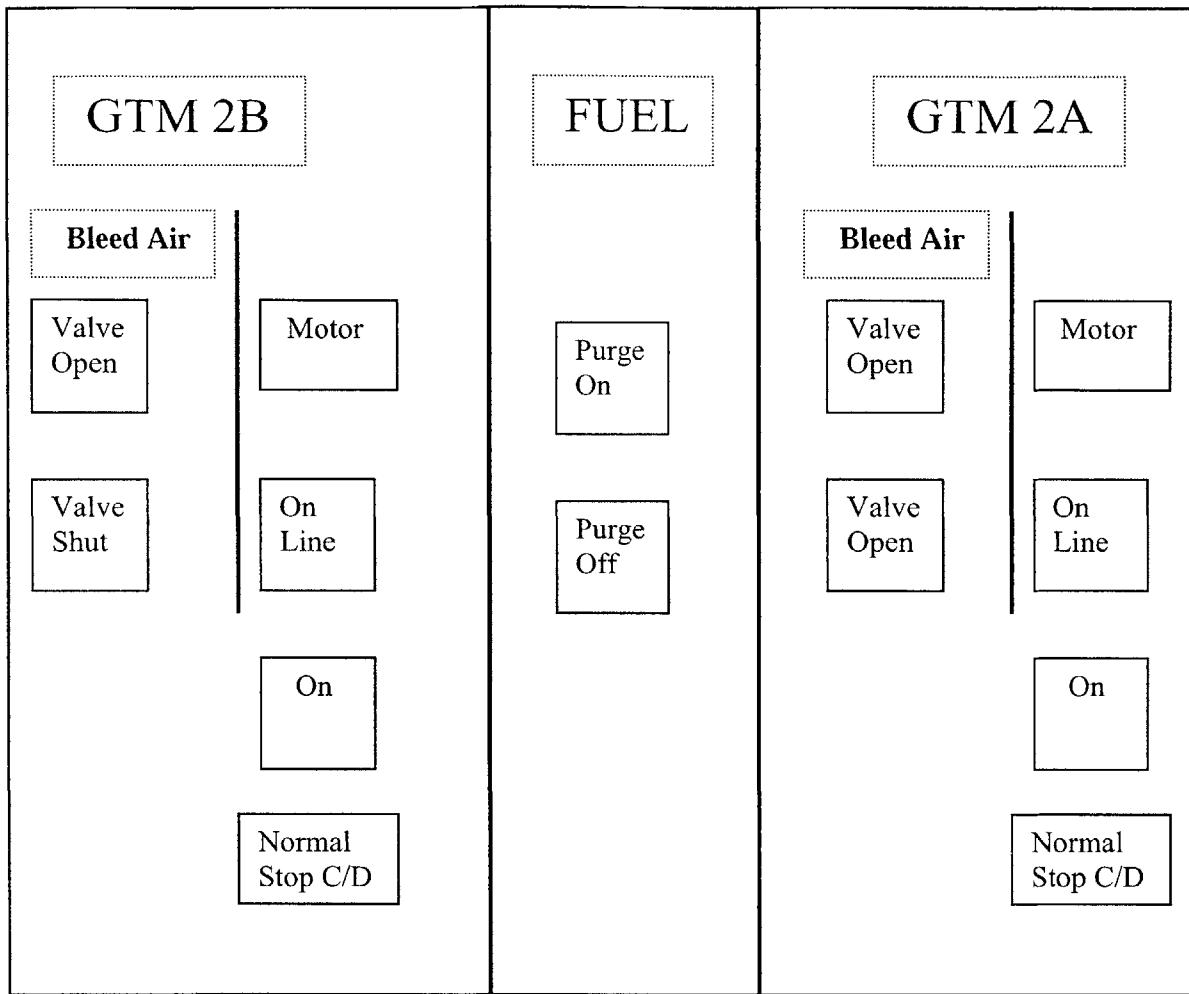 GTM 2B
Bleed Air
Valve
Open
Motor
Valve
Shut
On
Line
On
Normal
Stop C/D
FUEL
Purge
On
Purge
Off
GTM 2A
Bleed Air
Valve
Open
Motor
Valve
Open
On
Line
On
Normal
Stop C/D